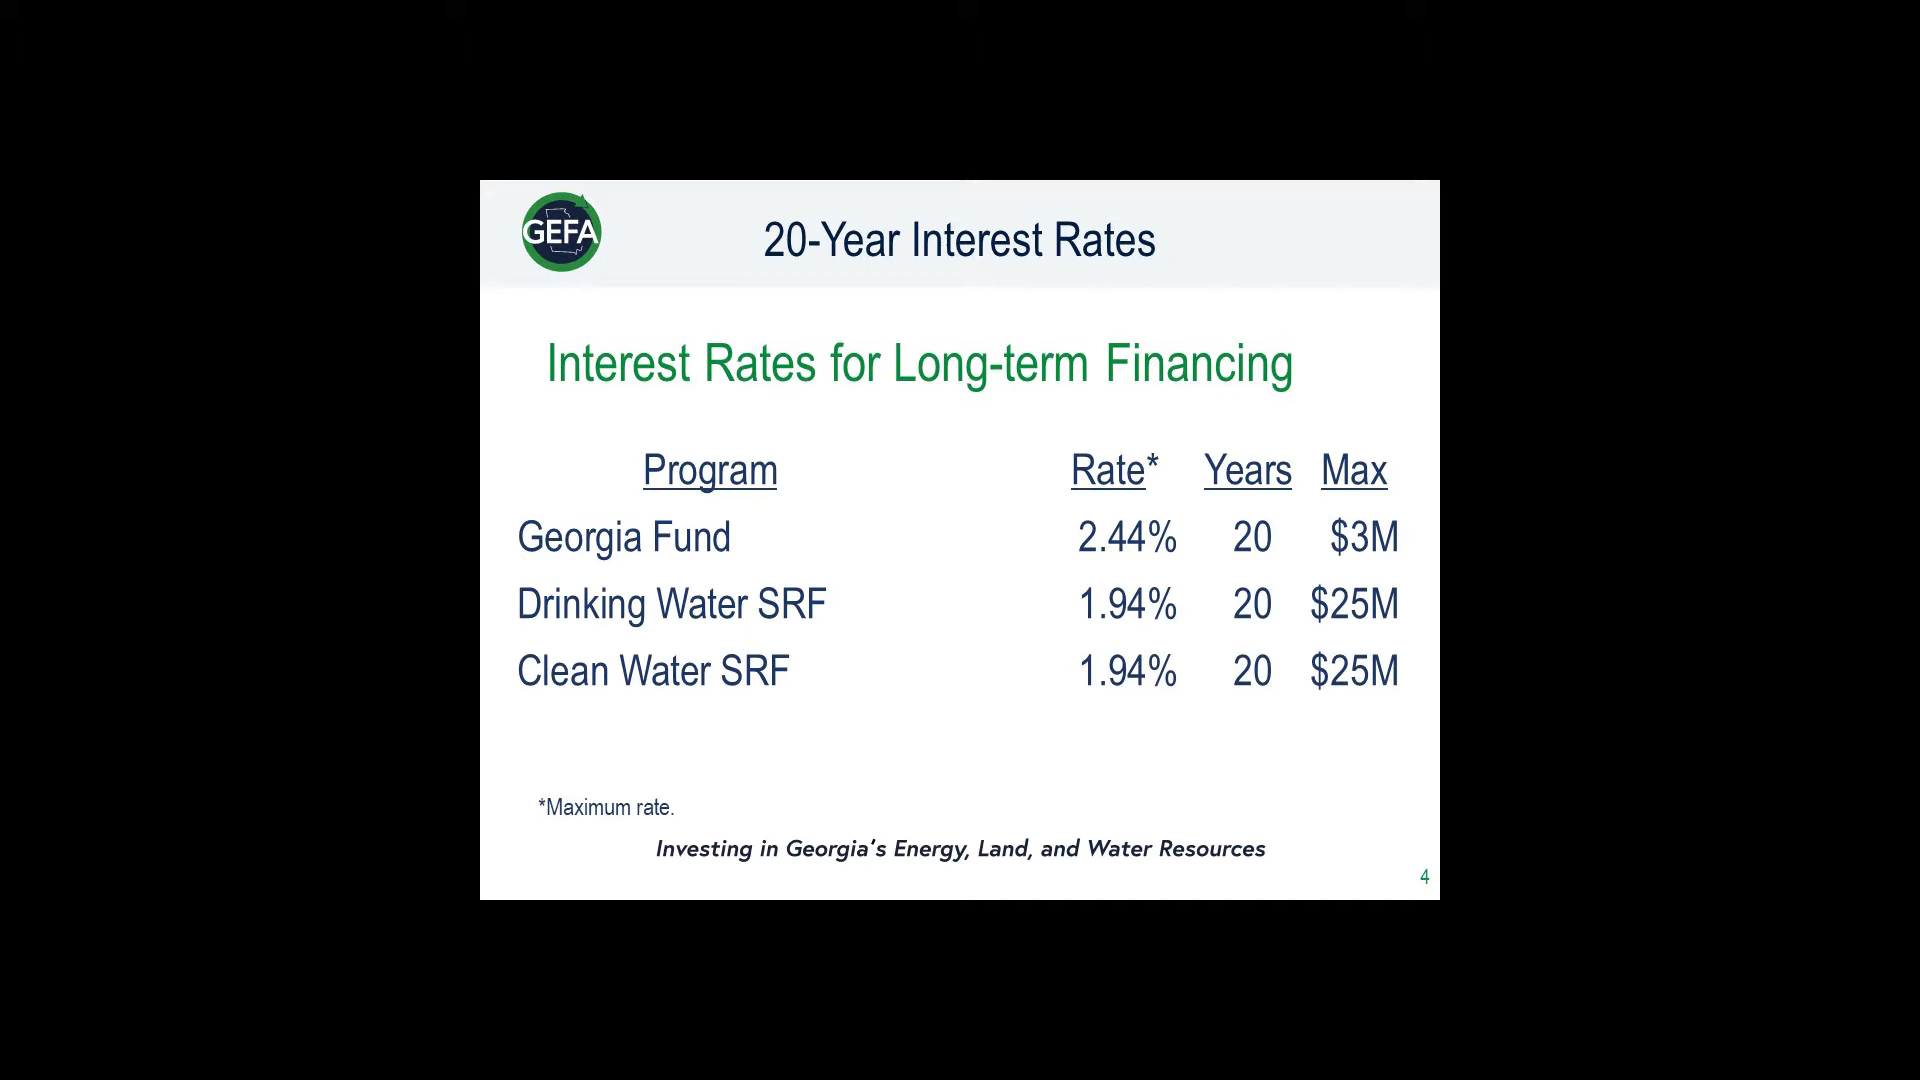 GEFA
20-Year Interest Rates
Interest Rates for Long-term Financing
Program Rate* Years Max
Georgia Fund 2.44% 20 $3M
Drinking Water SRF 1.94% 20 $25M
Clean Water SRF 1.94% 20 $25M
*Maximum rate.
Investing in Georgia's Energy, Land, and Water Resources
4